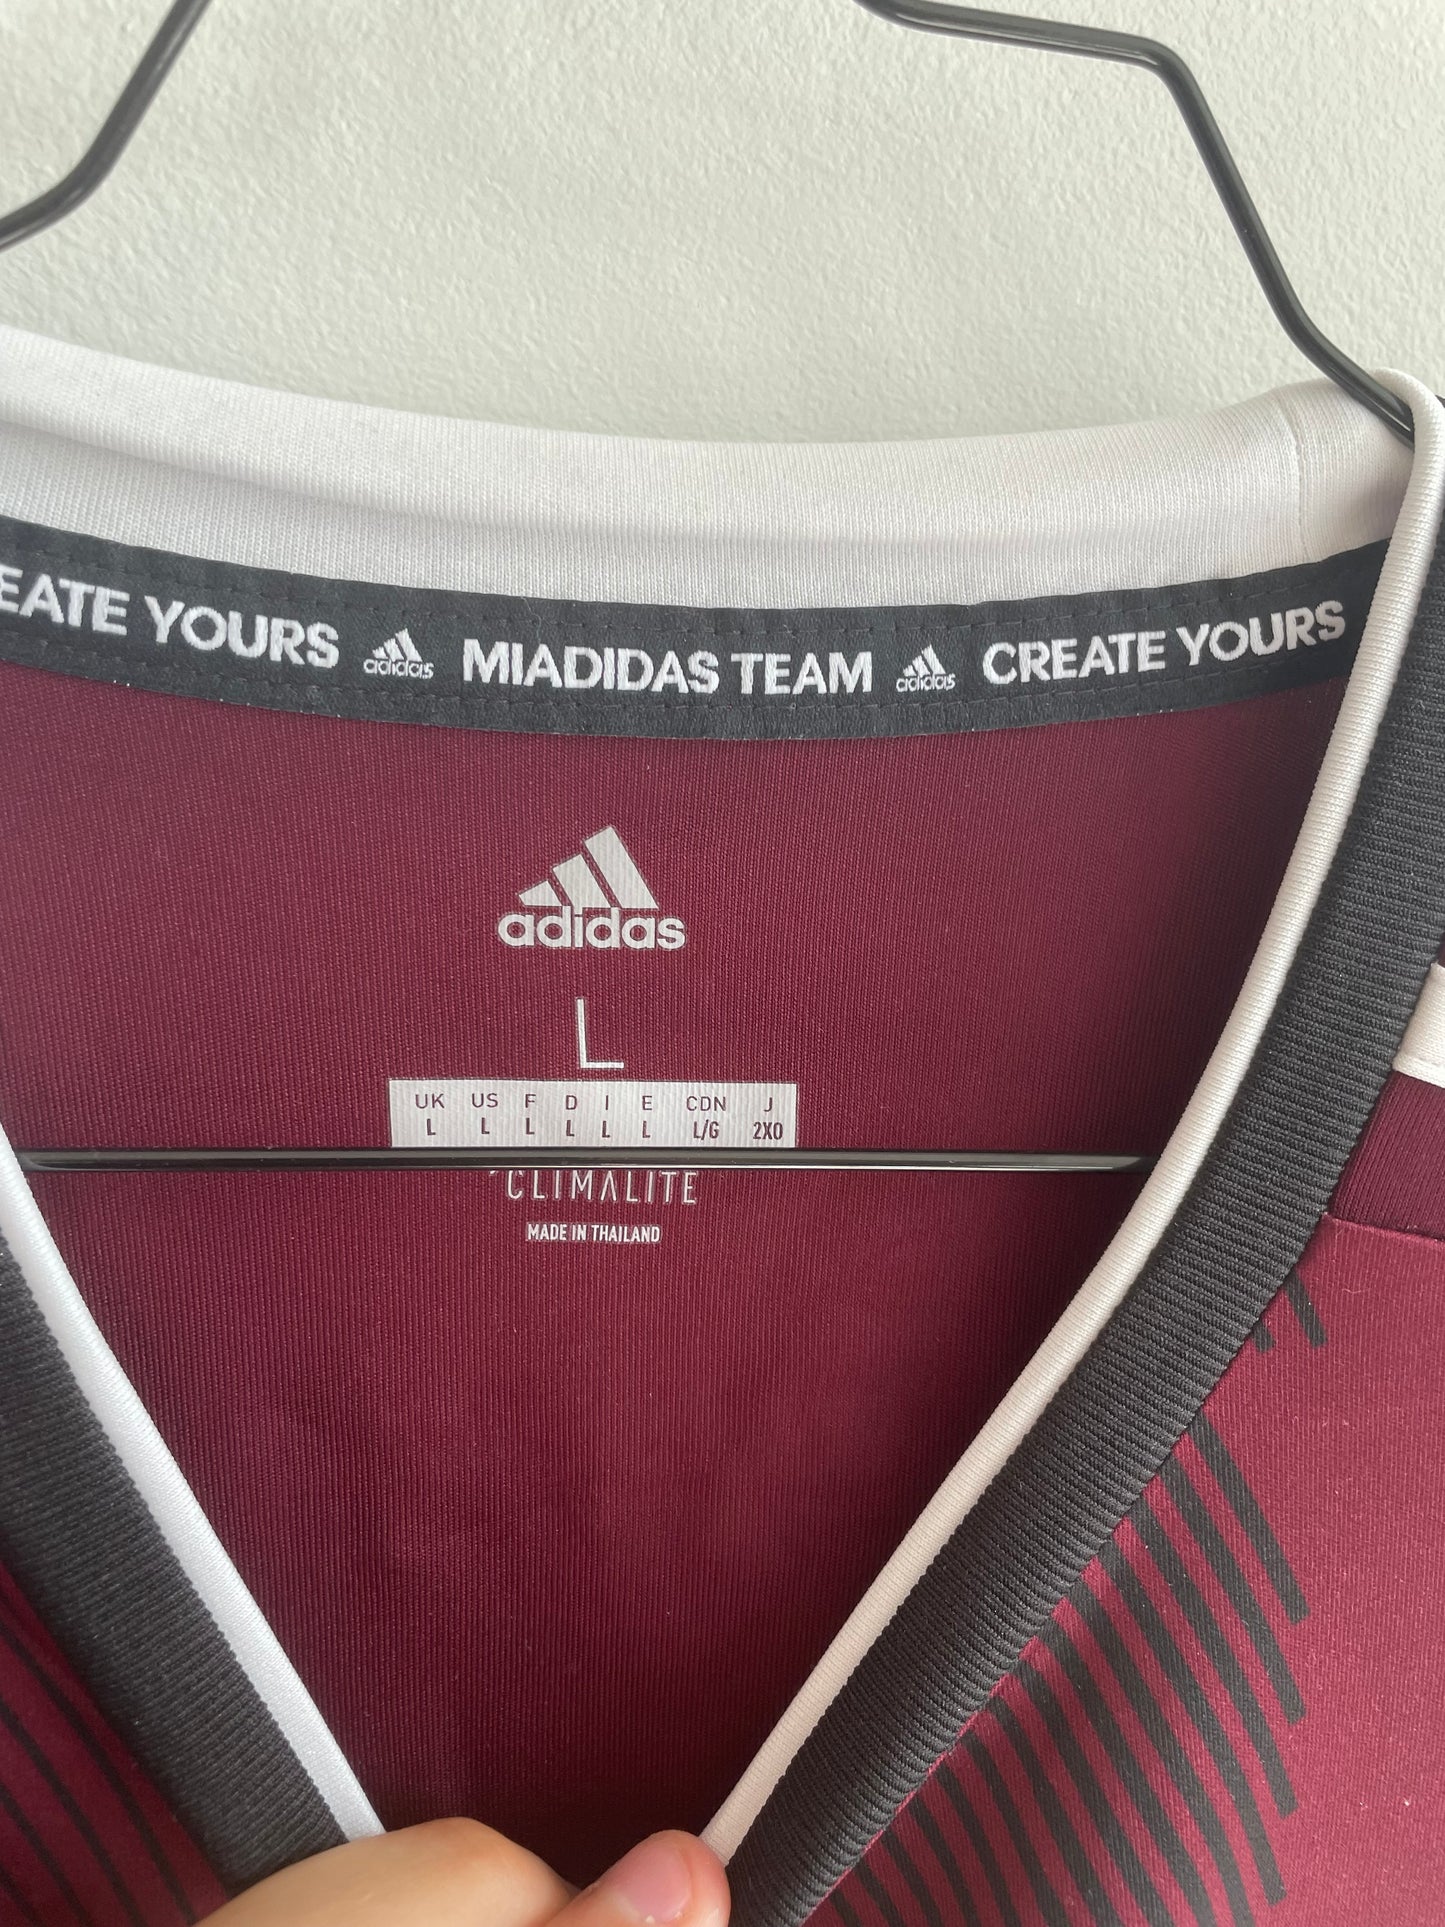 EATE YOURS adidas MIADIDAS TEAM adidas CREATE YOURS
adidas
L
UK US F D I E CDN J
L L L L L L L/G 2XO
CLIMALITE
MADE IN THAILAND